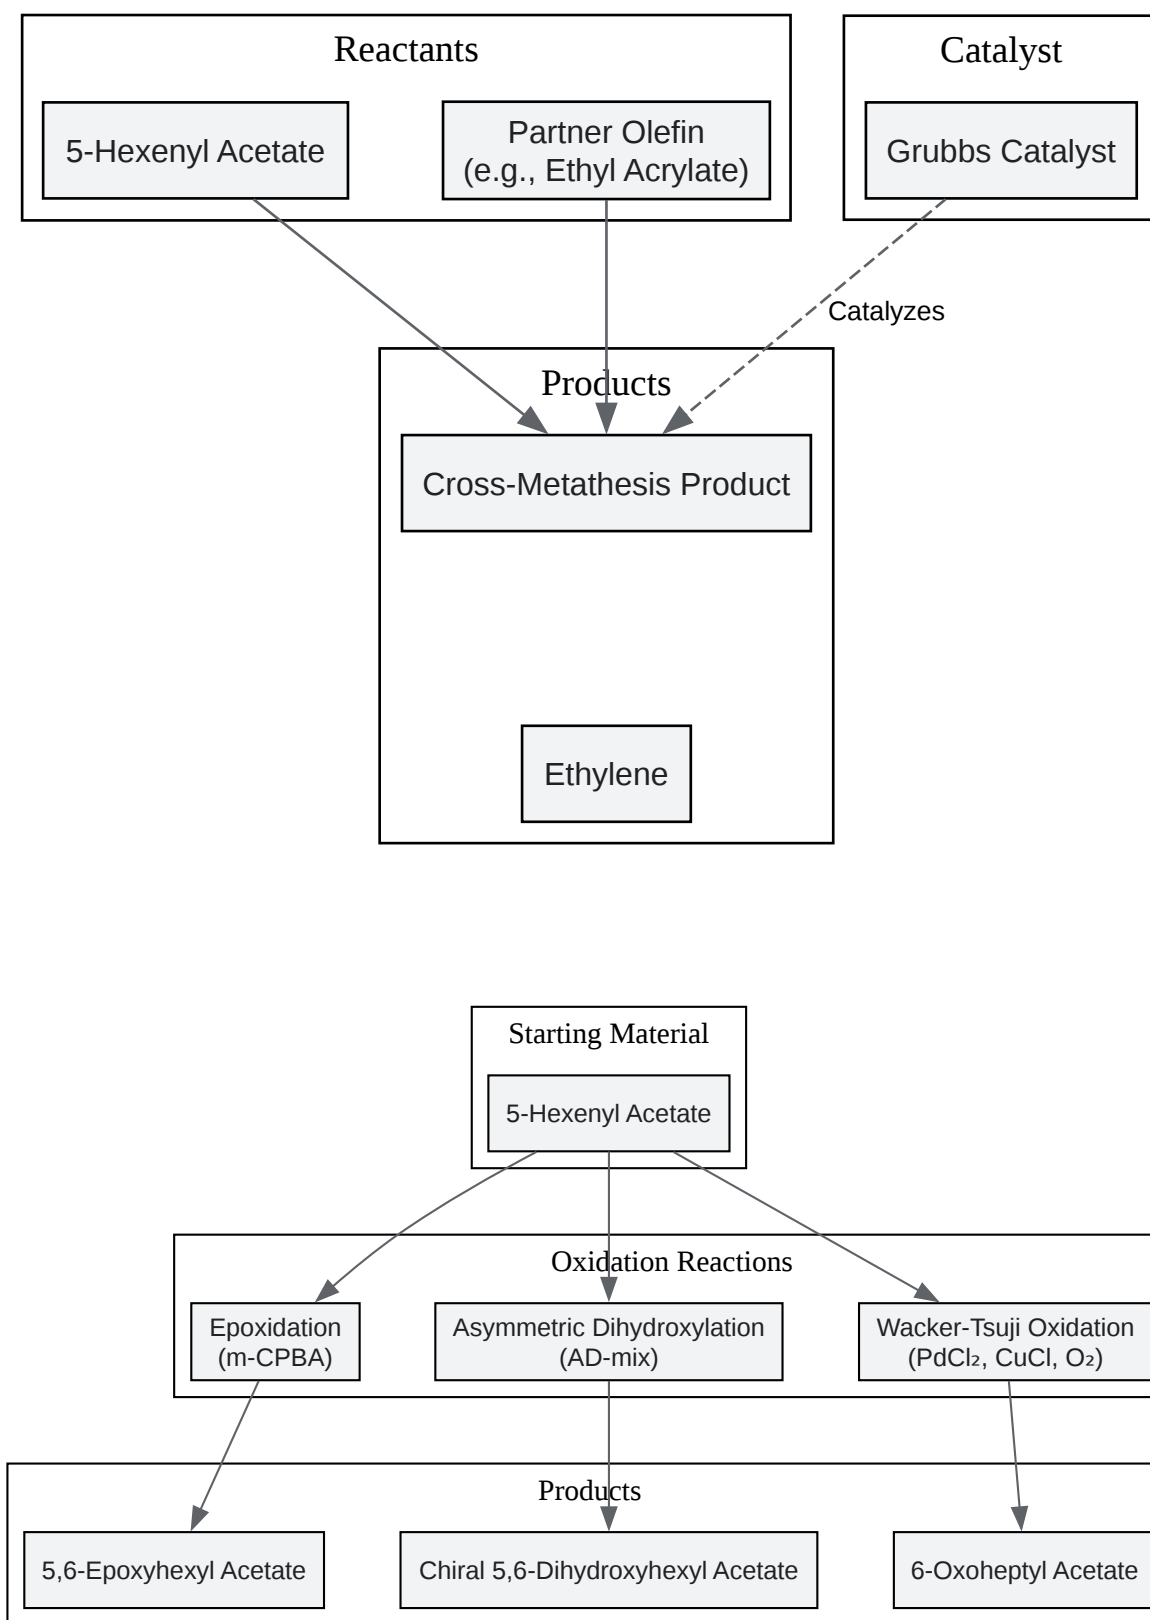 Reactants
Catalyst
5-Hexenyl Acetate
Partner Olefin
(e.g., Ethyl Acrylate)
Grubbs Catalyst
Catalyzes
Products
Cross-Metathesis Product
Ethylene
Starting Material
5-Hexenyl Acetate
Oxidation Reactions
Epoxidation
(m-CPBA)
Asymmetric Dihydroxylation
(AD-mix)
Wacker-Tsuji Oxidation
(PdCl₂, CuCl, O₂)
Products
5,6-Epoxyhexyl Acetate
Chiral 5,6-Dihydroxyhexyl Acetate
6-Oxoheptyl Acetate